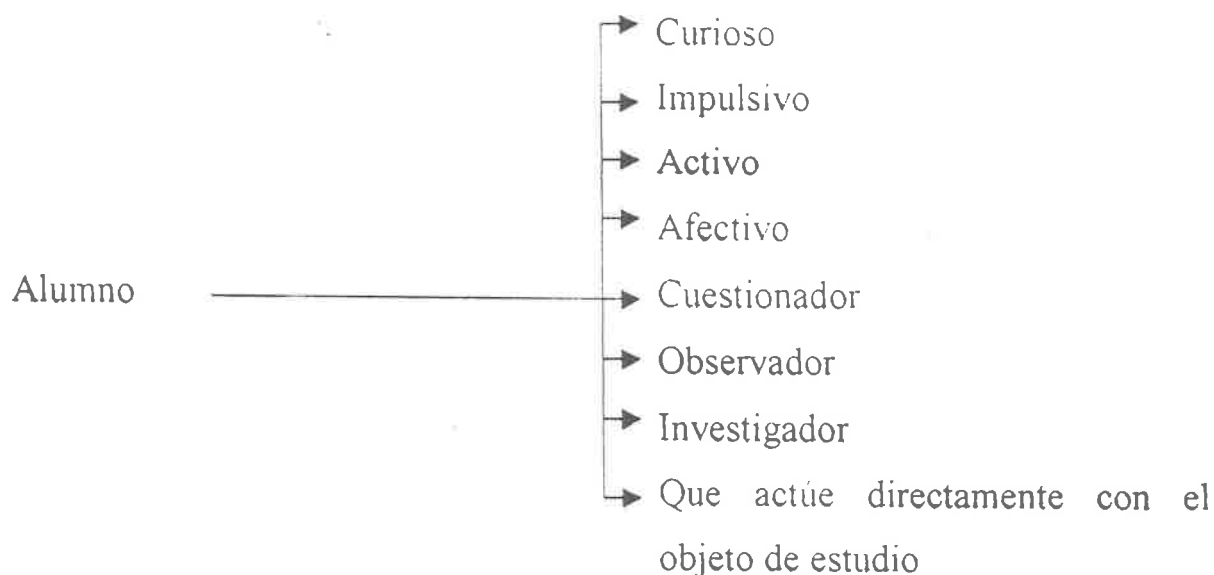 Curioso
Impulsivo
Activo
Afectivo
Alumno
Cuestionador
Observador
Investigador
Que actúe directamente con el
objeto de estudio